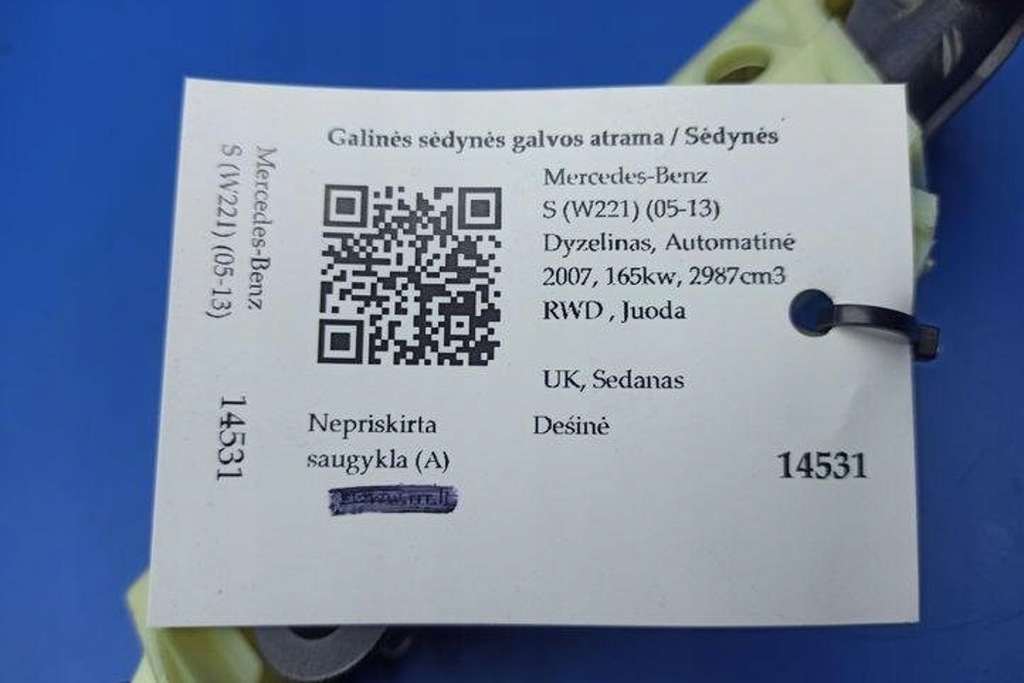 Galinės sėdynės galvos atrama / Sėdynės
Mercedes-Benz
S (W221) (05-13)
Dyzelinas, Automatinė
2007, 165kw, 2987cm3
RWD , Juoda
UK, Sedanas
Nepriskirta
saugykla (A)
Dešinė
14531
Mercedes-Benz
S (W221) (05-13)
14531